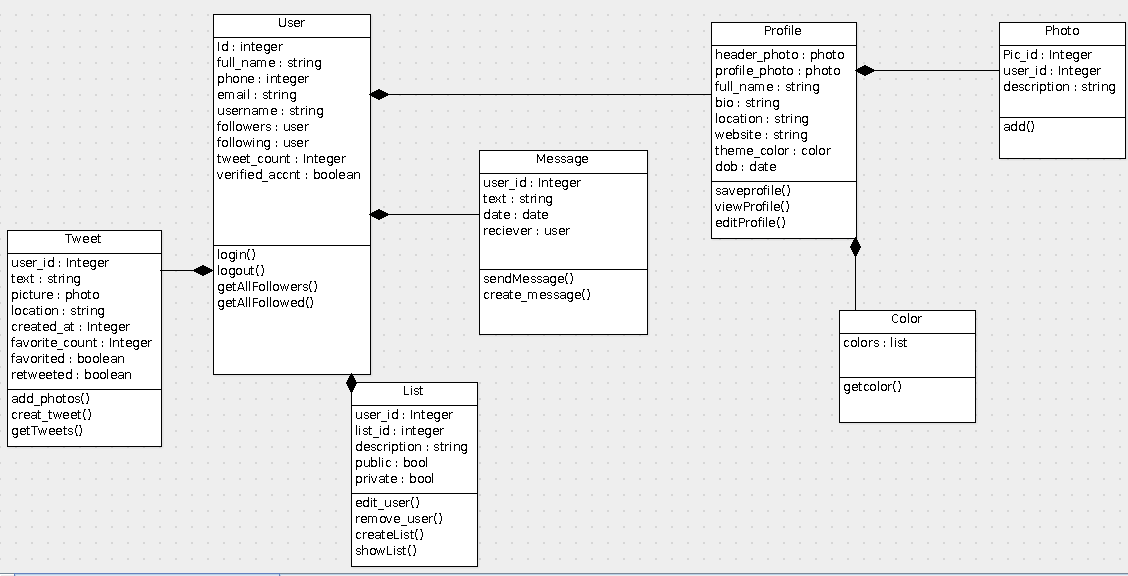 User
Id : integer
full_name : string
phone : integer
email : string
username : string
followers : user
following : user
tweet_count : Integer
verified_accnt : boolean
login()
logout()
getAllFollowers()
getAllFollowed()
Profile
header_photo : photo
profile_photo : photo
full_name : string
bio : string
location : string
website : string
theme_color : color
dob : date
saveprofile()
viewProfile()
editProfile()
Photo
Pic_id : Integer
user_id : Integer
description : string
add()
Message
user_id : Integer
text : string
date : date
reciever : user
sendMessage()
create_message()
Tweet
user_id : Integer
text : string
picture : photo
location : string
created_at : Integer
favorite_count : Integer
favorited : boolean
retweeted : boolean
add_photos()
creat_tweet()
getTweets()
Color
colors : list
getcolor()
List
user_id : Integer
list_id : integer
description : string
public : bool
private : bool
edit_user()
remove_user()
createList()
showList()